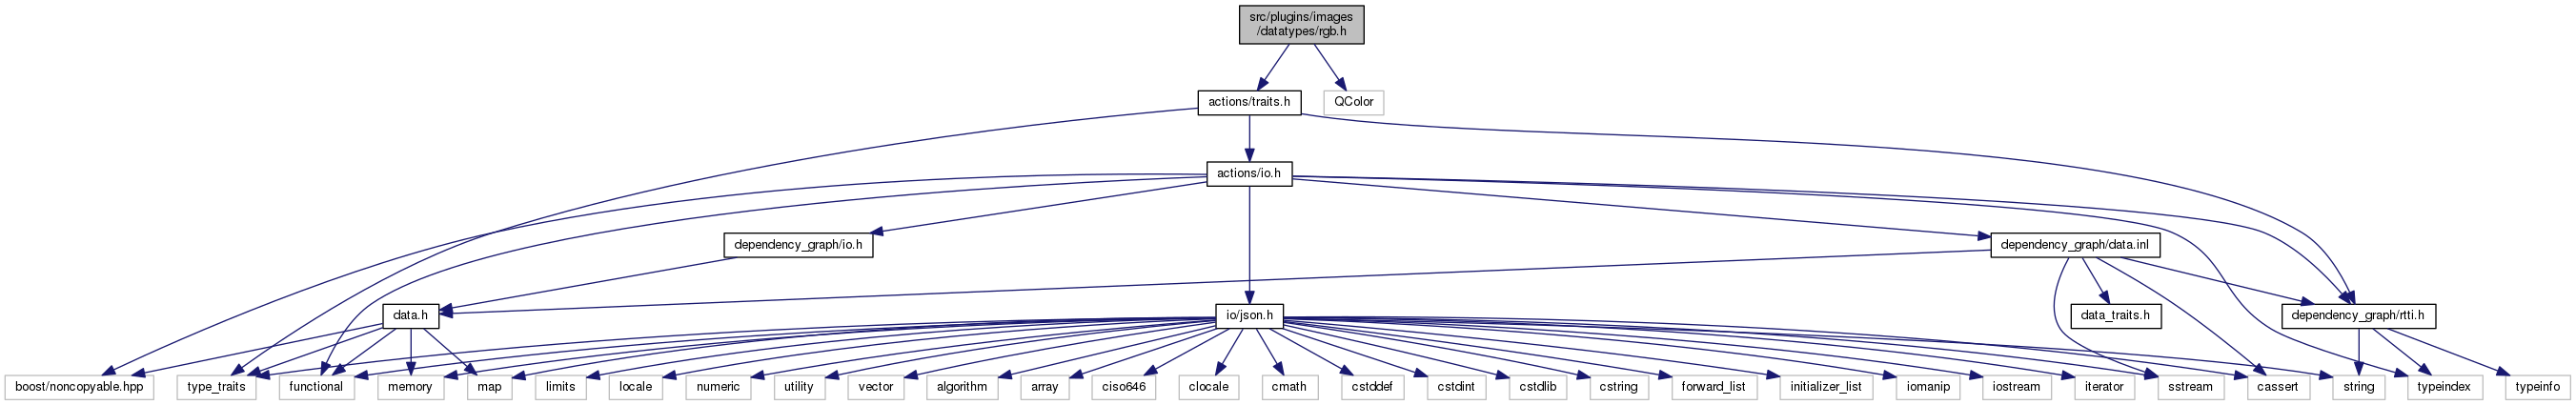 src/plugins/images
/datatypes/rgb.h
actions/traits.h
QColor
actions/io.h
dependency_graph/io.h
dependency_graph/data.inl
data.h
io/json.h
data_traits.h
dependency_graph/rtti.h
boost/noncopyable.hpp
type_traits
functional
memory
map
limits
locale
numeric
utility
vector
algorithm
array
ciso646
clocale
cmath
cstddef
cstdint
cstdlib
cstring
forward_list
initializer_list
iomanip
iostream
iterator
sstream
cassert
string
typeindex
typeinfo